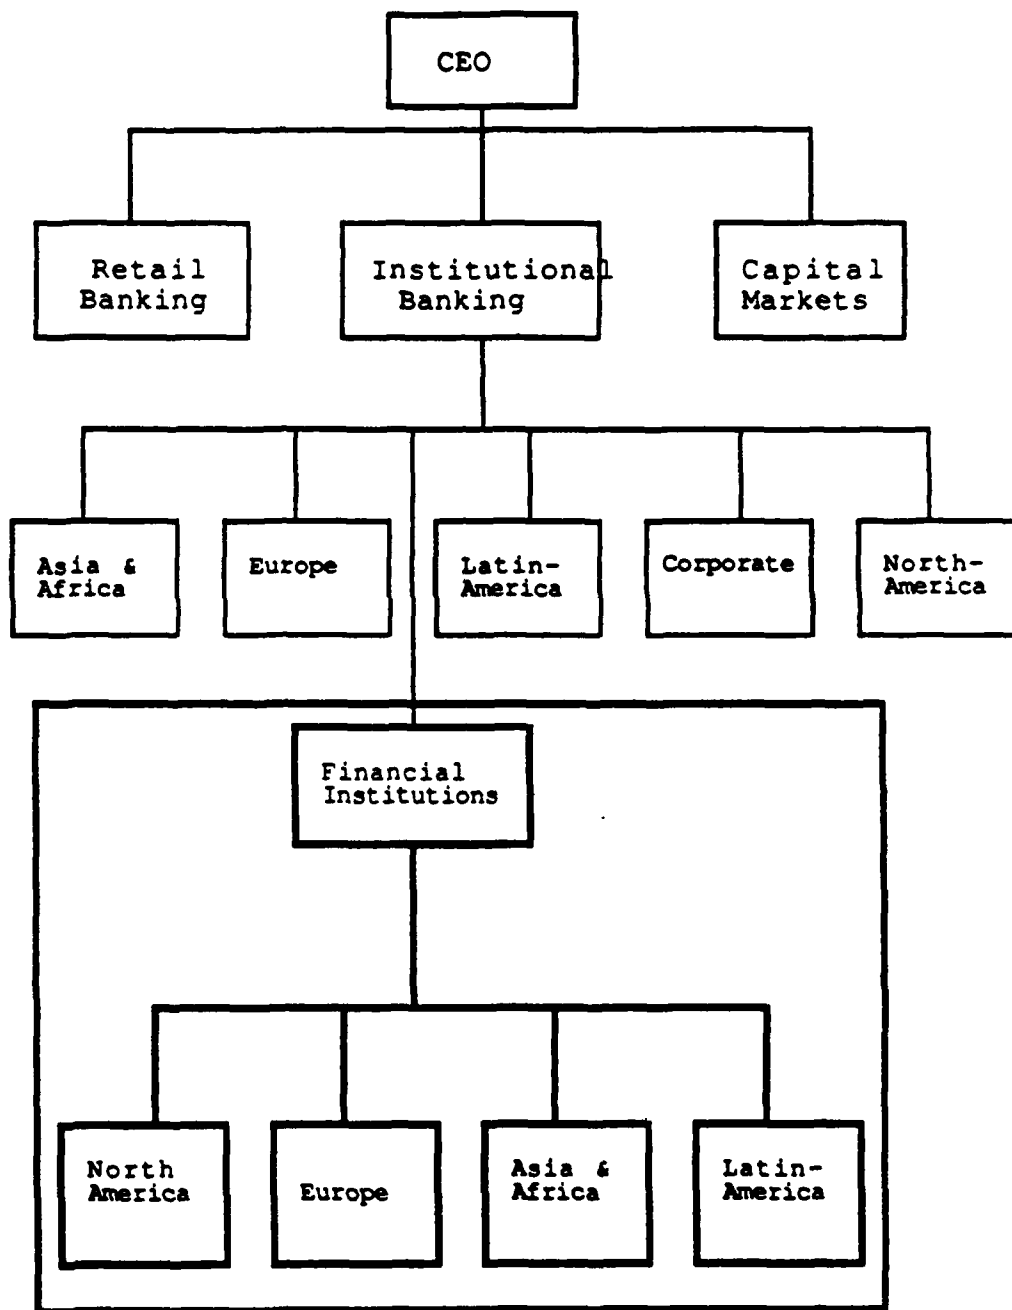 CEO
Retail
Banking
Institutional
Banking
Capital
Markets
Asia &
Africa
Europe
Latin-
America
Corporate
North-
America
Financial
Institutions
North
America
Europe
Asia &
Africa
Latin-
America